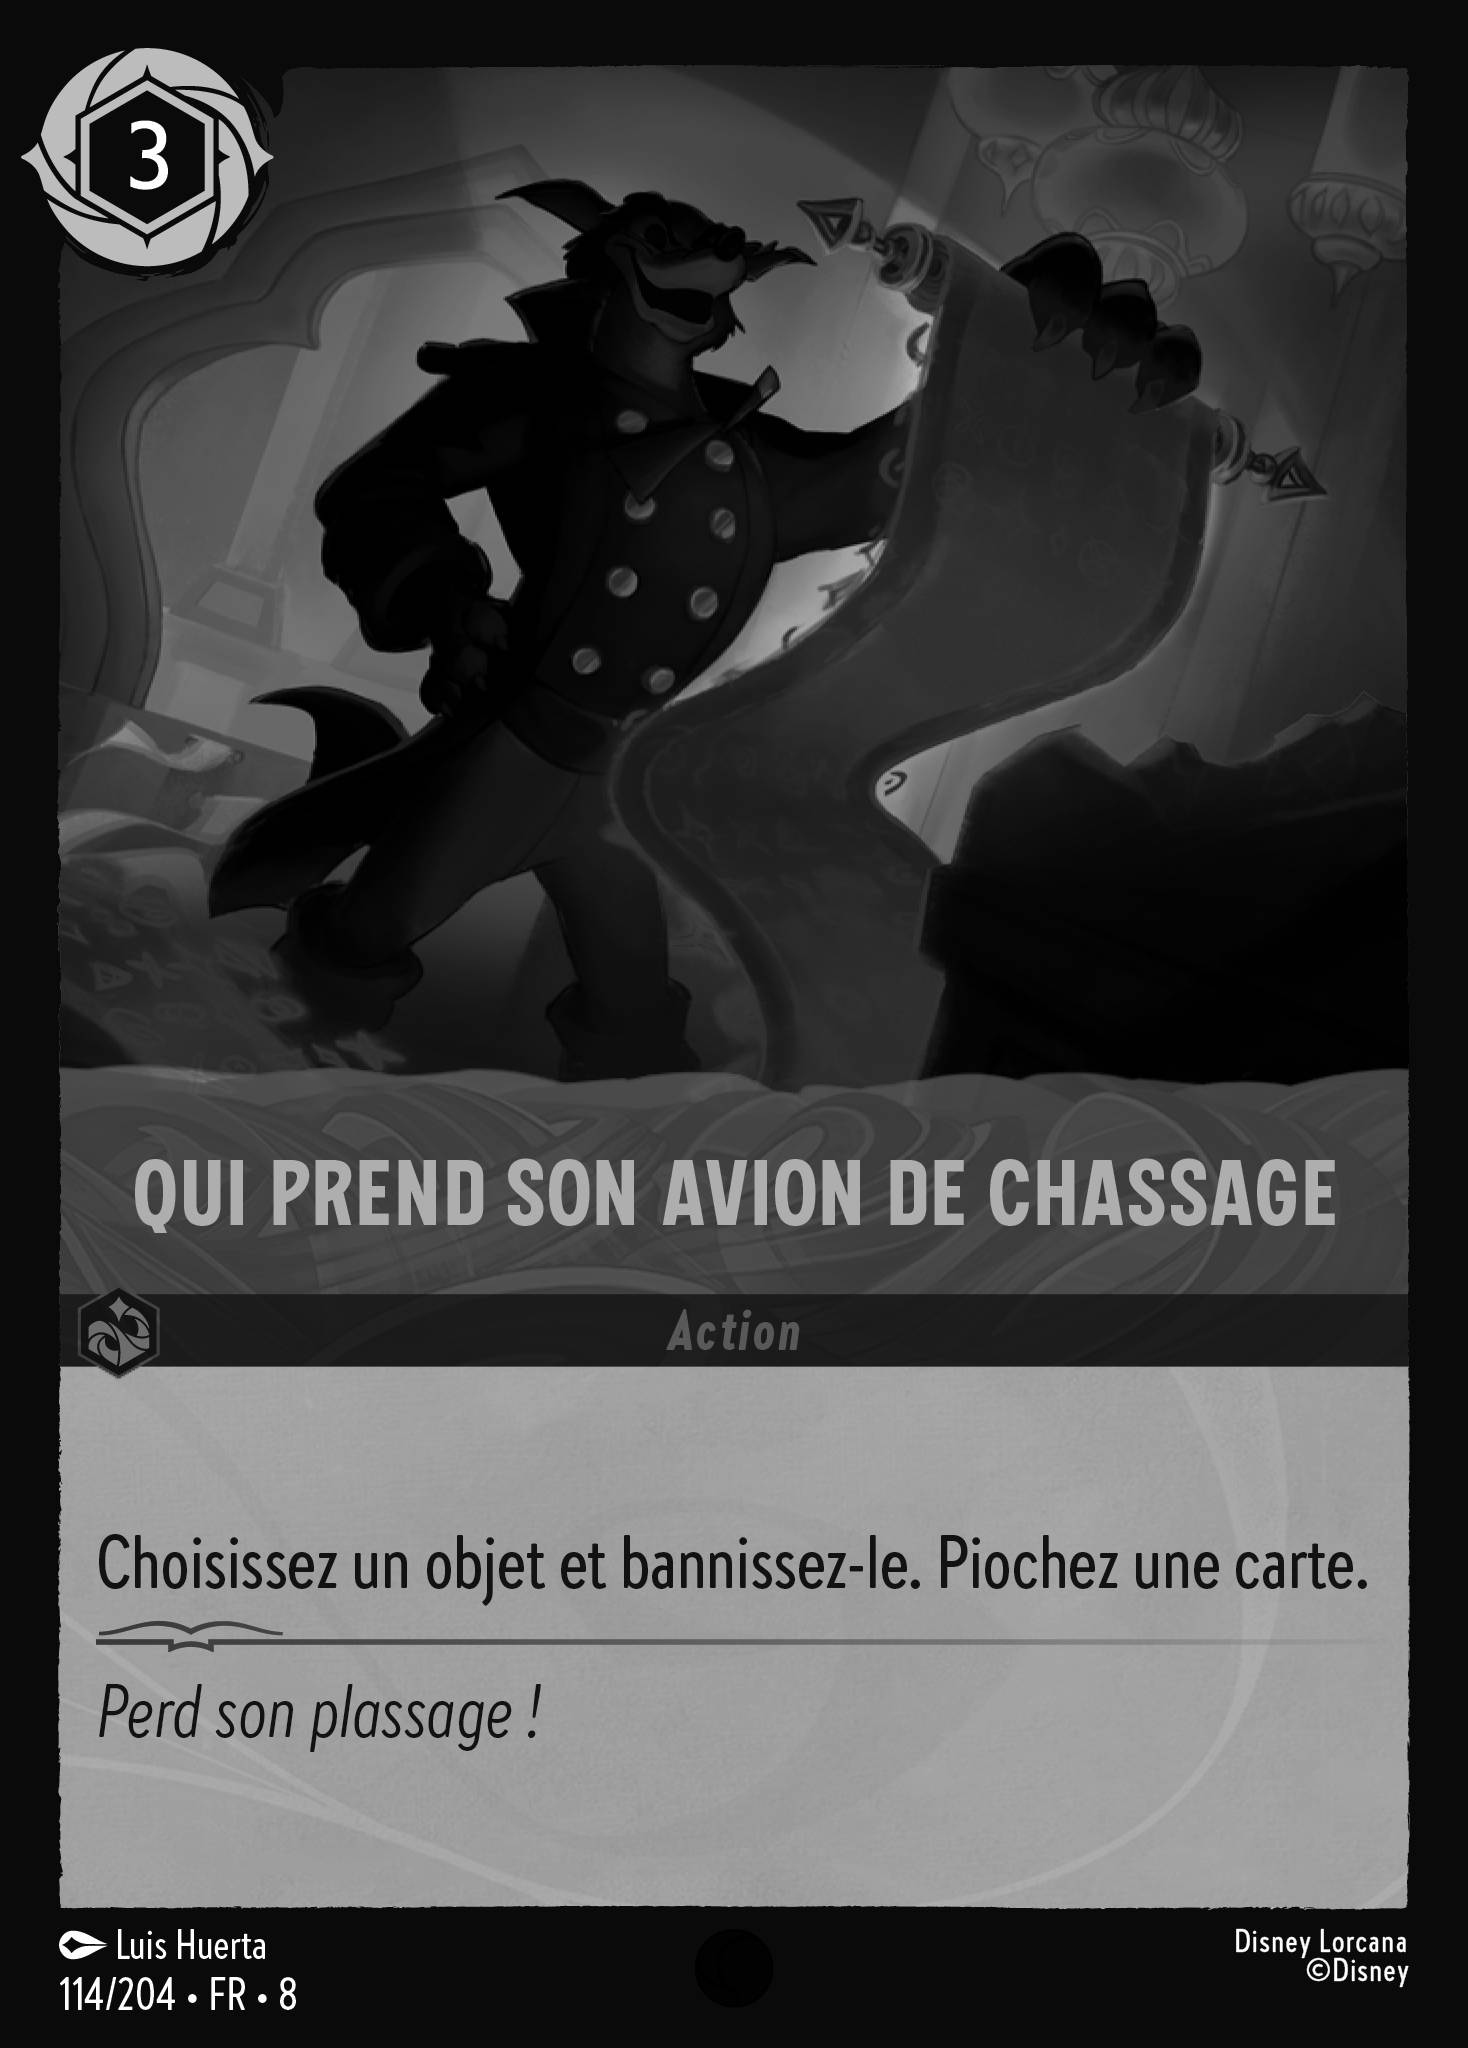 3
QUI PREND SON AVION DE CHASSAGE
Action
Choisissez un objet et bannissez-le. Piochez une carte.
Perd son plassage !
Luis Huerta
114/204 • FR • 8
Disney Lorcana
©Disney